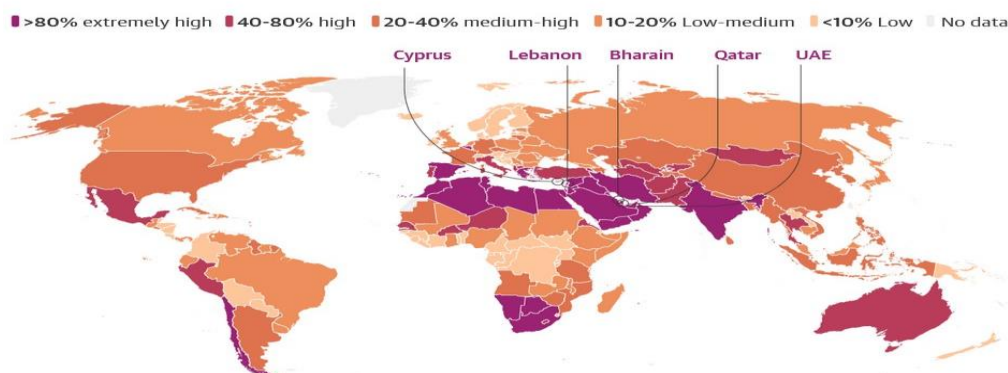 >80% extremely high 40-80% high 20-40% medium-high 10-20% Low-medium <10% Low No data
Cyprus Lebanon Bharain Qatar UAE